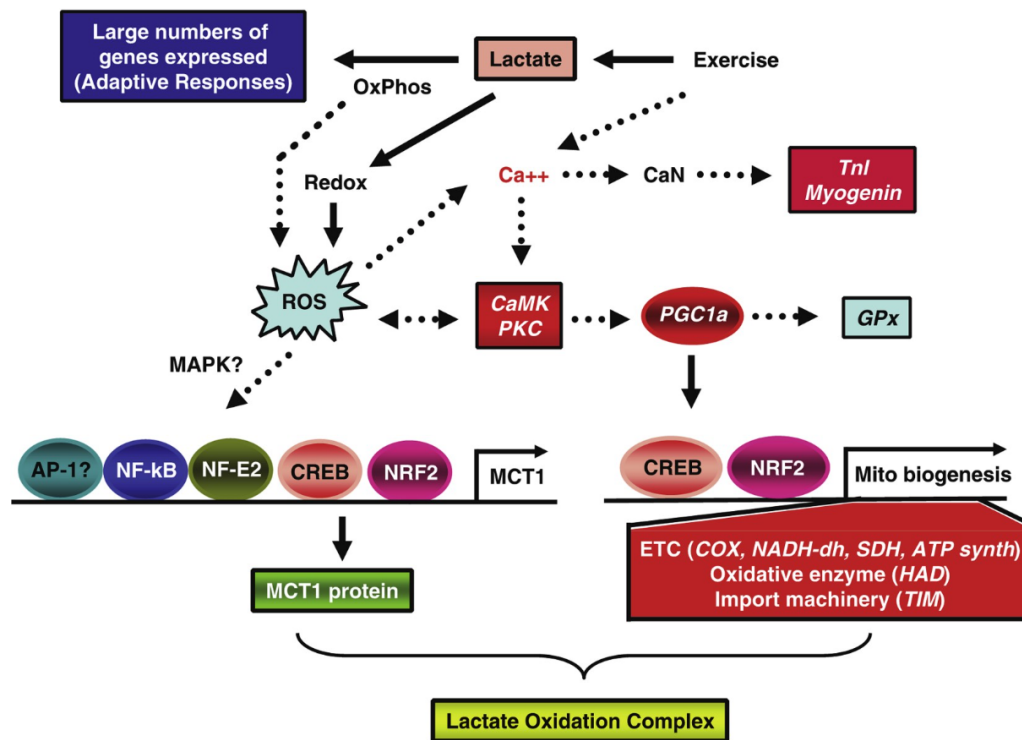 Large numbers of
genes expressed
(Adaptive Responses)
Lactate
Exercise
OxPhos
Redox
Ca++
CaN
TnI
Myogenin
ROS
CaMK
PKC
PGC1a
GPx
MAPK?
AP-1?
NF-kB
NF-E2
CREB
NRF2
MCT1
CREB
NRF2
Mito biogenesis
ETC (COX, NADH-dh, SDH, ATP synth)
Oxidative enzyme (HAD)
Import machinery (TIM)
MCT1 protein
Lactate Oxidation Complex